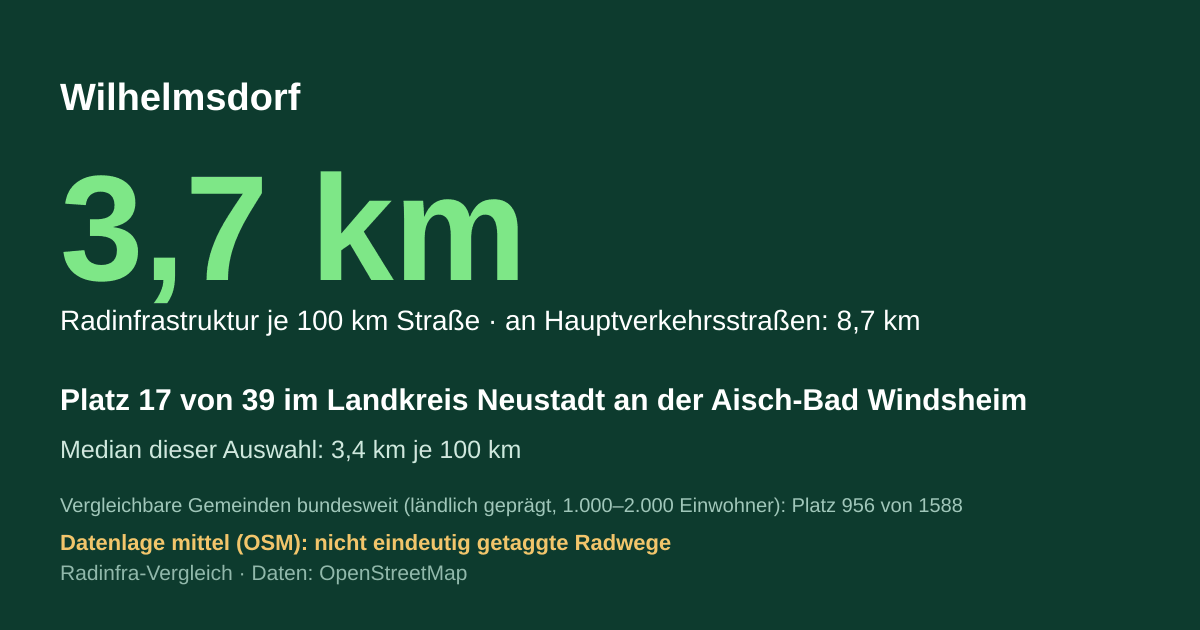 Wilhelmsdorf
3,7 km
Radinfrastruktur je 100 km Straße · an Hauptverkehrsstraßen: 8,7 km
Platz 17 von 39 im Landkreis Neustadt an der Aisch-Bad Windsheim
Median dieser Auswahl: 3,4 km je 100 km
Vergleichbare Gemeinden bundesweit (ländlich geprägt, 1.000–2.000 Einwohner): Platz 956 von 1588
Datenlage mittel (OSM): nicht eindeutig getaggte Radwege
Radinfra-Vergleich · Daten: OpenStreetMap